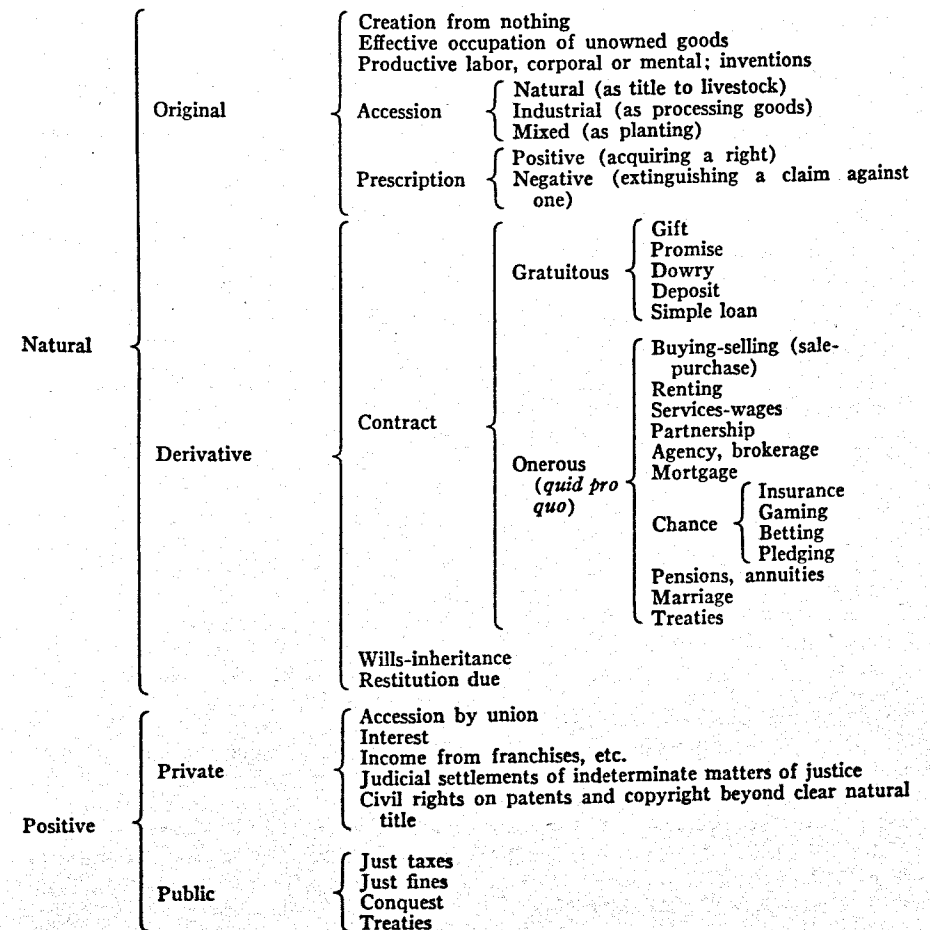 Creation from nothing
Effective occupation of unowned goods
Productive labor, corporal or mental; inventions
Original
Accession
Natural (as title to livestock)
Industrial (as processing goods)
Mixed (as planting)
Prescription
Positive (acquiring a right)
Negative (extinguishing a claim against
one)
Natural
Derivative
Contract
Gratuitous
Gift
Promise
Dowry
Deposit
Simple loan
Onerous
(quid pro
quo)
Buying-selling (sale-
purchase)
Renting
Services-wages
Partnership
Agency, brokerage
Mortgage
Chance
Insurance
Gaming
Betting
Pledging
Pensions, annuities
Marriage
Treaties
Wills-inheritance
Restitution due
Positive
Private
Accession by union
Interest
Income from franchises, etc.
Judicial settlements of indeterminate matters of justice
Civil rights on patents and copyright beyond clear natural
title
Public
Just taxes
Just fines
Conquest
Treaties